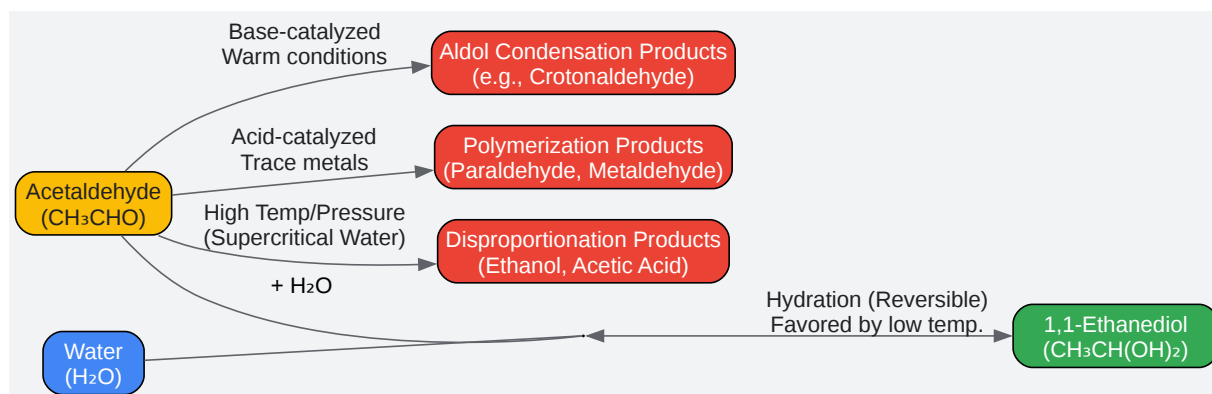 Base-catalyzed
Warm conditions
Aldol Condensation Products
(e.g., Crotonaldehyde)
Acid-catalyzed
Trace metals
Polymerization Products
(Paraldehyde, Metaldehyde)
Acetaldehyde
(CH₃CHO)
High Temp/Pressure
(Supercritical Water)
Disproportionation Products
(Ethanol, Acetic Acid)
+ H₂O
Hydration (Reversible)
Favored by low temp.
1,1-Ethanediol
(CH₃CH(OH)₂)
Water
(H₂O)